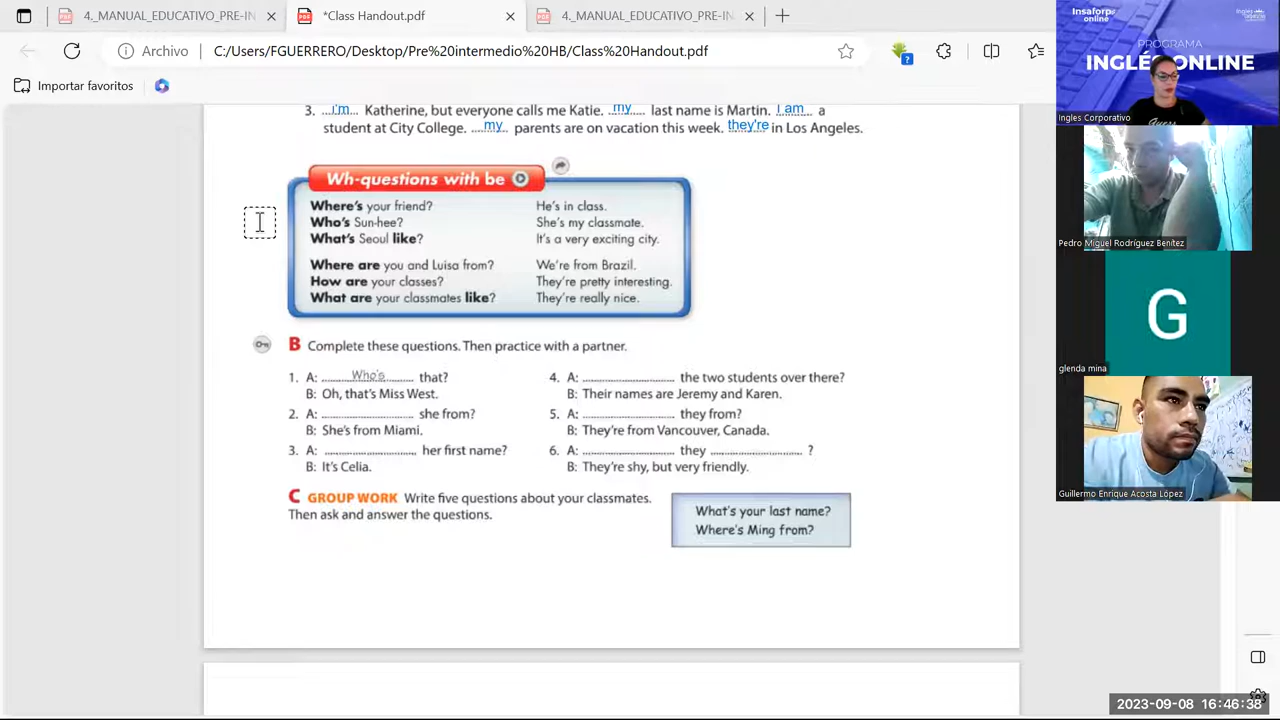 4_MANUAL_EDUCATIVO_PRE-IN
*Class Handout.pdf
4_MANUAL_EDUCATIVO_PRE-IN
Archivo
C:/Users/FGUERRERO/Desktop/Pre%20intermedio%20HB/Class%20Handout.pdf
Importar favoritos
3. I'm Katherine, but everyone calls me Katie. my last name is Martin. I am a
student at City College. my parents are on vacation this week. they're in Los Angeles.
Wh-questions with be
Where's your friend? He's in class.
Who's Sun-hee? She's my classmate.
What's Seoul like? It's a very exciting city.
Where are you and Luisa from? We're from Brazil.
How are your classes? They're pretty interesting.
What are your classmates like? They're really nice.
B Complete these questions. Then practice with a partner.
1. A: Who's that?
B: Oh, that's Miss West.
2. A: ........................ she from?
B: She's from Miami.
3. A: ........................ her first name?
B: It's Celia.
4. A: ........................ the two students over there?
B: Their names are Jeremy and Karen.
5. A: ........................ they from?
B: They're from Vancouver, Canada.
6. A: ........................ they ........................ ?
B: They're shy, but very friendly.
C GROUP WORK Write five questions about your classmates.
Then ask and answer the questions.
What's your last name?
Where's Ming from?
Insaforp
online
PROGRAMA
INGLÉS ONLINE
Ingles Corporativo
Pedro Miguel Rodríguez Benítez
G
glenda mina
Guillermo Enrique Acosta López
2023-09-08 16:46:38